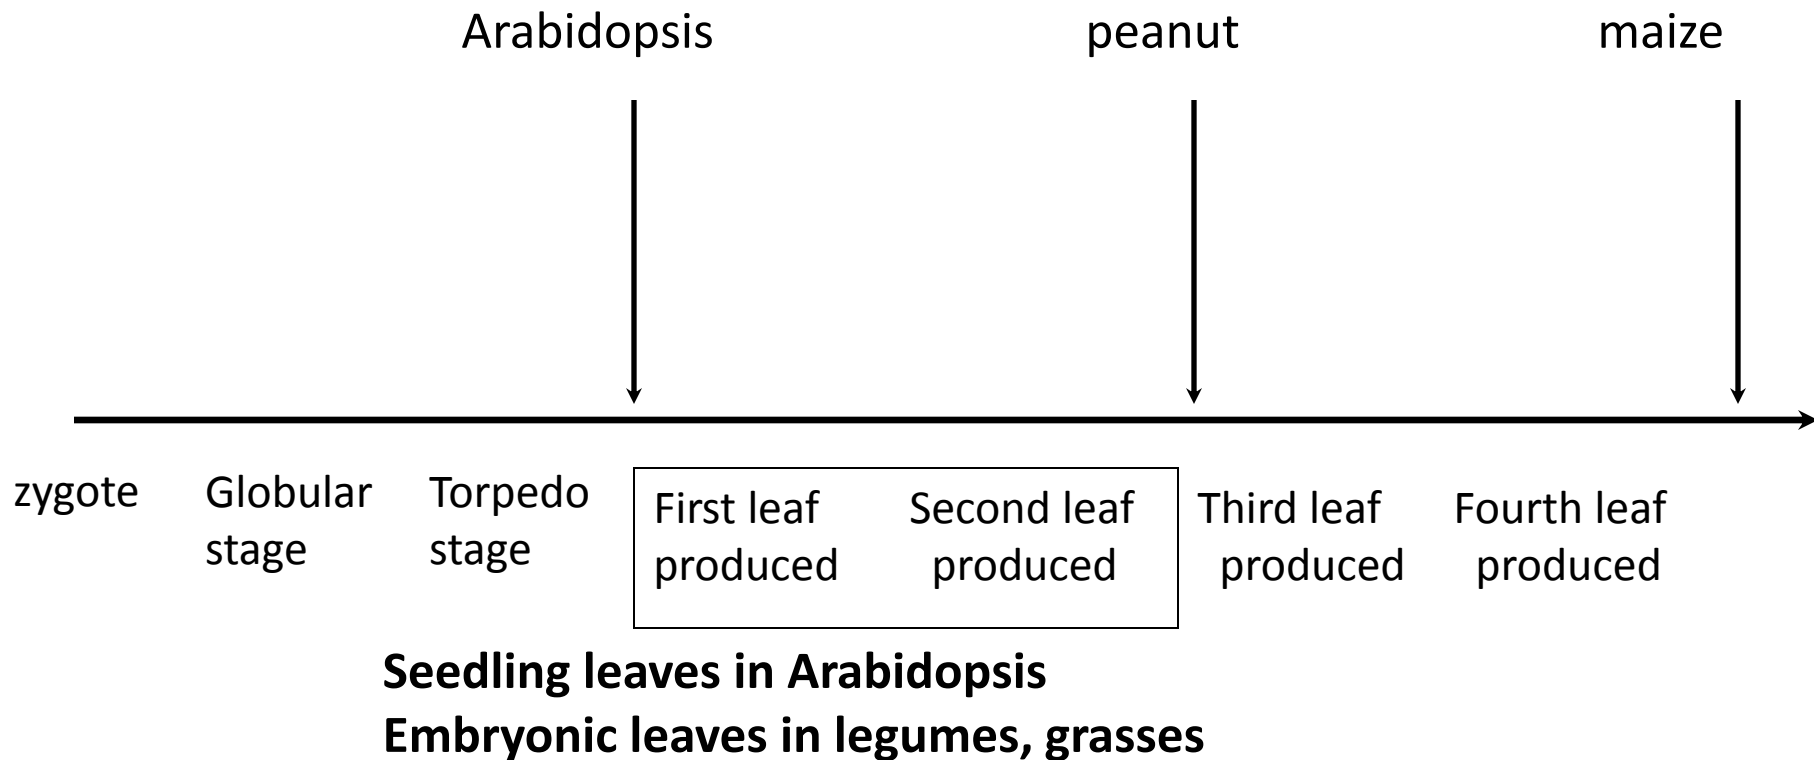 Arabidopsis peanut maize
zygote Globular stage Torpedo stage First leaf produced Second leaf produced Third leaf produced Fourth leaf produced
Seedling leaves in Arabidopsis
Embryonic leaves in legumes, grasses